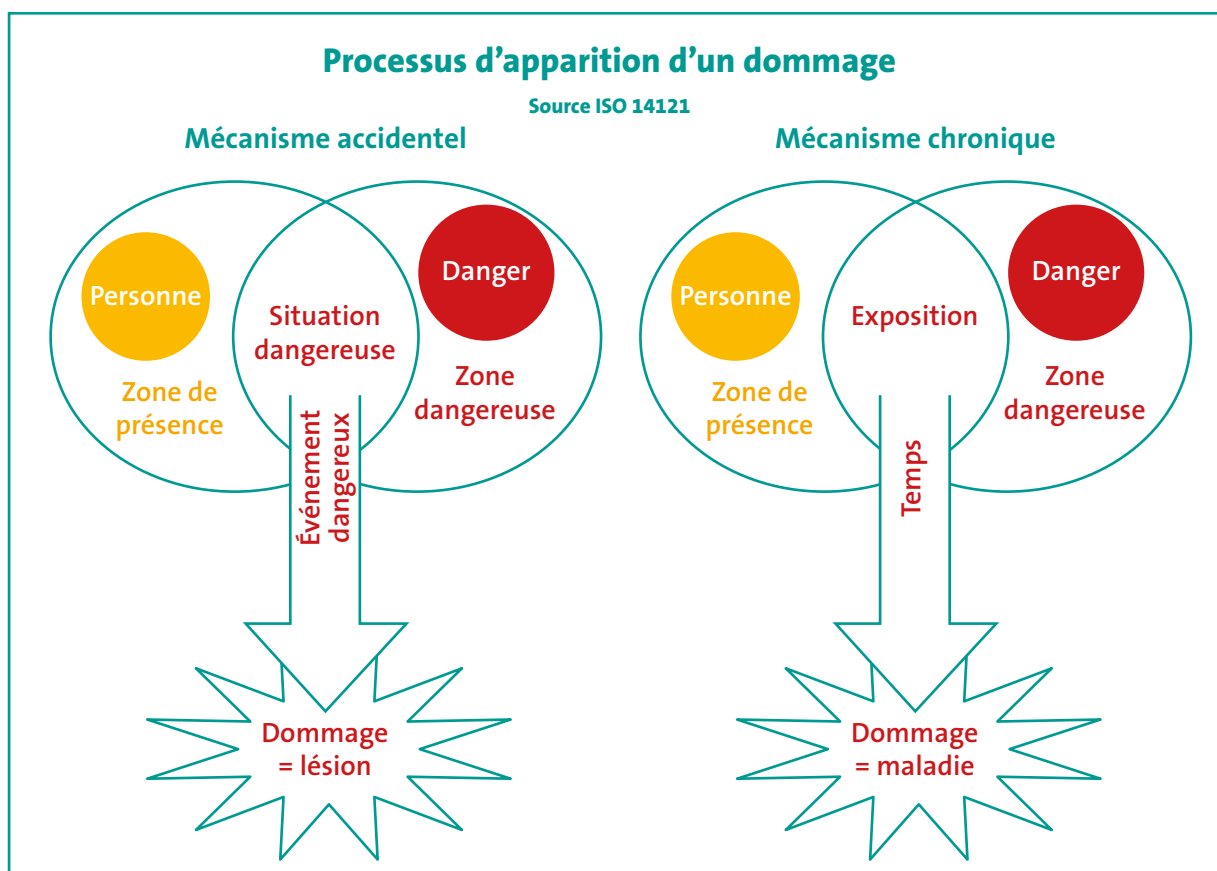 Processus d’apparition d’un dommage
Source ISO 14121
Mécanisme accidentel
Personne
Zone de
présence
Situation
dangereuse
Danger
Zone
dangereuse
Événement
dangereux
Dommage
= lésion
Mécanisme chronique
Personne
Zone de
présence
Exposition
Danger
Zone
dangereuse
Temps
Dommage
= maladie